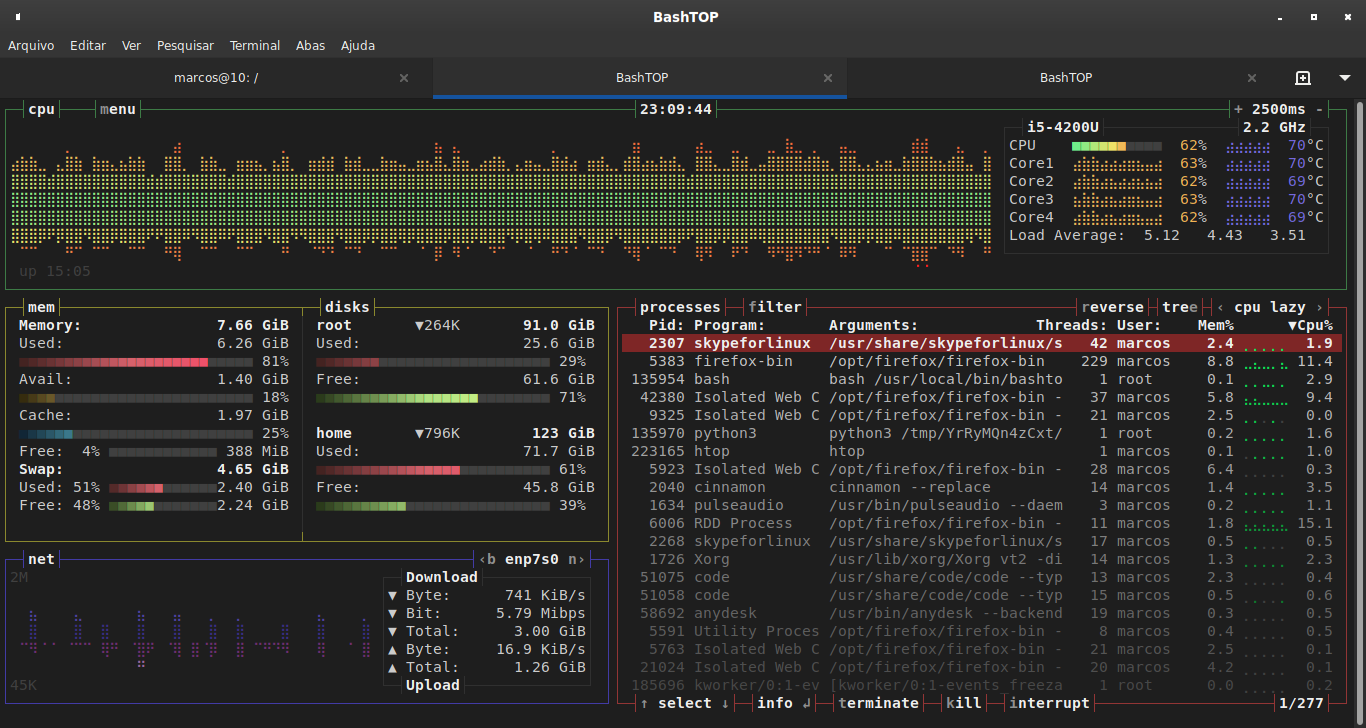 BashTOP
Arquivo Editar Ver Pesquisar Terminal Abas Ajuda
marcos@10: / BashTOP BashTOP
cpu menu 23:09:44 + 2500ms -
i5-4200U 2.2 GHz
CPU 62% 70°C
Core1 63% 70°C
Core2 62% 69°C
Core3 63% 70°C
Core4 62% 69°C
Load Average: 5.12 4.43 3.51
up 15:05
mem
Memory: 7.66 GiB
Used: 6.26 GiB
81%
Avail: 1.40 GiB
18%
Cache: 1.97 GiB
25%
Free: 4% 388 MiB
Swap: 4.65 GiB
Used: 51% 2.40 GiB
Free: 48% 2.24 GiB
disks
root ▼264K 91.0 GiB
Used: 25.6 GiB
29%
Free: 61.6 GiB
71%
home ▼796K 123 GiB
Used: 71.7 GiB
61%
Free: 45.8 GiB
39%
net ‹b enp7s0 n›
2M
Download
▼ Byte: 741 KiB/s
▼ Bit: 5.79 Mibps
▼ Total: 3.00 GiB
▲ Byte: 16.9 KiB/s
▲ Total: 1.26 GiB
Upload
45K
processes filter reverse tree ‹ cpu lazy ›
Pid: Program: Arguments: Threads: User: Mem% ▼Cpu%
2307 skypeforlinux /usr/share/skypeforlinux/s 42 marcos 2.4 1.9
5383 firefox-bin /opt/firefox/firefox-bin 229 marcos 8.8 11.4
135954 bash bash /usr/local/bin/bashto 1 root 0.1 2.9
42380 Isolated Web C /opt/firefox/firefox-bin - 37 marcos 5.8 9.4
9325 Isolated Web C /opt/firefox/firefox-bin - 21 marcos 2.5 0.0
135970 python3 python3 /tmp/YrRyMQn4zCxt/ 1 root 0.2 1.6
223165 htop htop 1 marcos 0.1 1.0
5923 Isolated Web C /opt/firefox/firefox-bin - 28 marcos 6.4 0.3
2040 cinnamon cinnamon --replace 14 marcos 1.4 3.5
1634 pulseaudio /usr/bin/pulseaudio --daem 3 marcos 0.2 1.1
6006 RDD Process /opt/firefox/firefox-bin - 11 marcos 1.8 15.1
2268 skypeforlinux /usr/share/skypeforlinux/s 17 marcos 0.5 0.5
1726 Xorg /usr/lib/xorg/Xorg vt2 -di 14 marcos 1.3 2.3
51075 code /usr/share/code/code --typ 13 marcos 2.3 0.4
51058 code /usr/share/code/code --typ 15 marcos 0.5 0.6
58692 anydesk /usr/bin/anydesk --backend 19 marcos 0.3 0.5
5591 Utility Proces /opt/firefox/firefox-bin - 8 marcos 0.4 0.5
5763 Isolated Web C /opt/firefox/firefox-bin - 21 marcos 2.5 0.1
21024 Isolated Web C /opt/firefox/firefox-bin - 20 marcos 4.2 0.1
185696 kworker/0:1-ev [kworker/0:1-events_freeza 1 root 0.0 0.2
↑ select ↓ info ↲ terminate kill interrupt 1/277